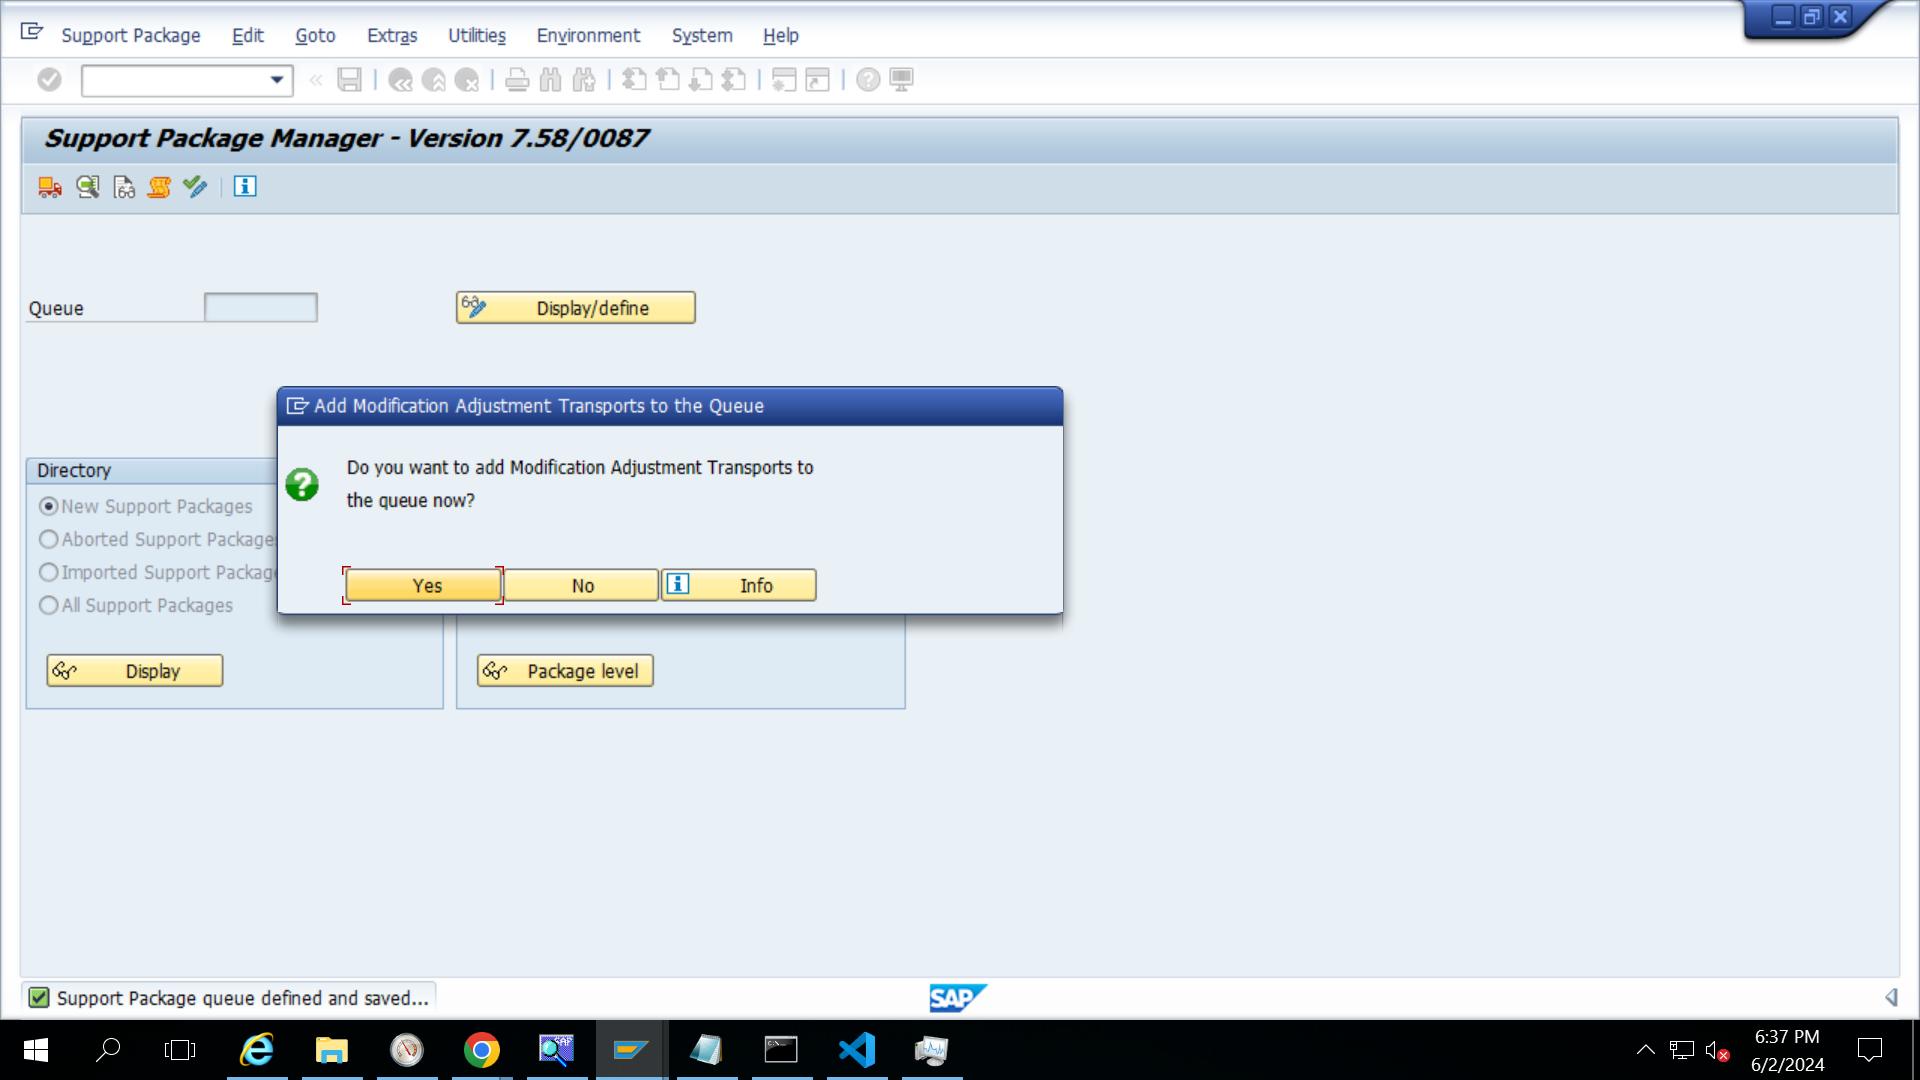 Support Package Edit Goto Extras Utilities Environment System Help
Support Package Manager - Version 7.58/0087
Queue
Display/define
Add Modification Adjustment Transports to the Queue
Do you want to add Modification Adjustment Transports to
the queue now?
Yes No Info
Directory
New Support Packages
Aborted Support Package
Imported Support Packag
All Support Packages
Display
Package level
Support Package queue defined and saved...
SAP
6:37 PM
6/2/2024